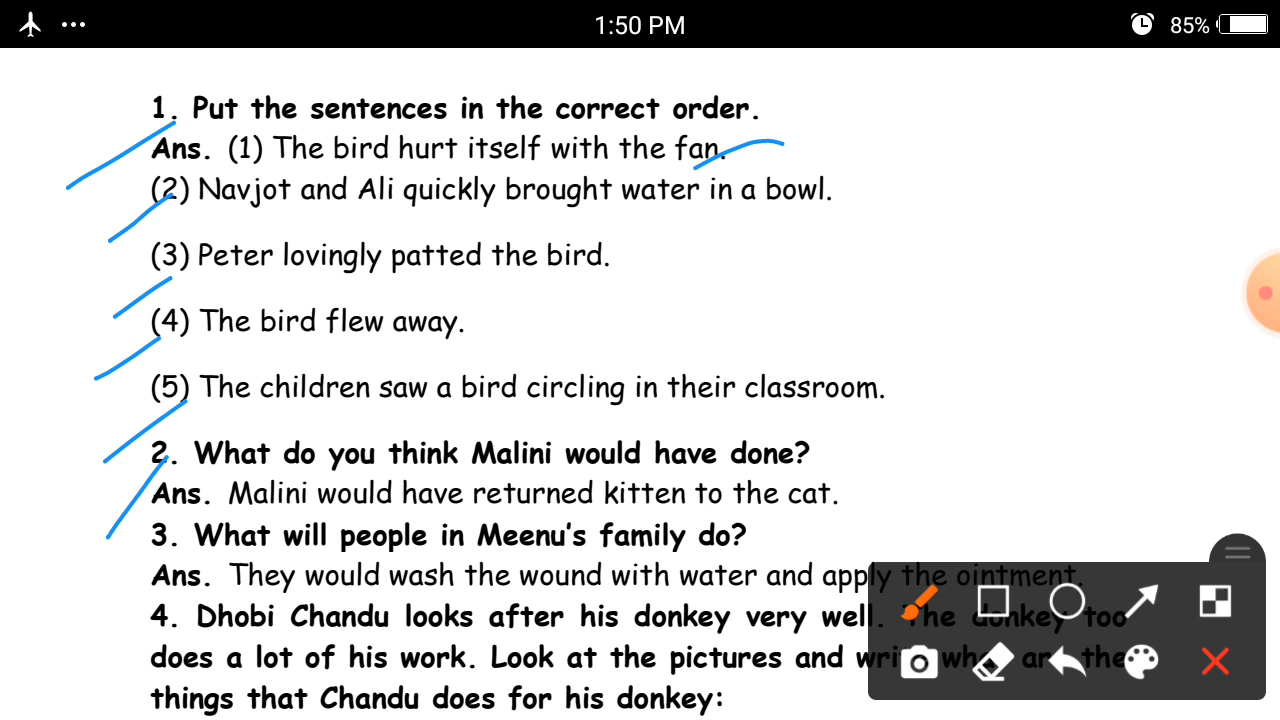 1:50 PM
85%
1. Put the sentences in the correct order.
Ans. (1) The bird hurt itself with the fan.
(2) Navjot and Ali quickly brought water in a bowl.
(3) Peter lovingly patted the bird.
(4) The bird flew away.
(5) The children saw a bird circling in their classroom.
2. What do you think Malini would have done?
Ans. Malini would have returned kitten to the cat.
3. What will people in Meenu's family do?
Ans. They would wash the wound with water and apply the ointment.
4. Dhobi Chandu looks after his donkey very well. The donkey too
does a lot of his work. Look at the pictures and write what are the
things that Chandu does for his donkey: